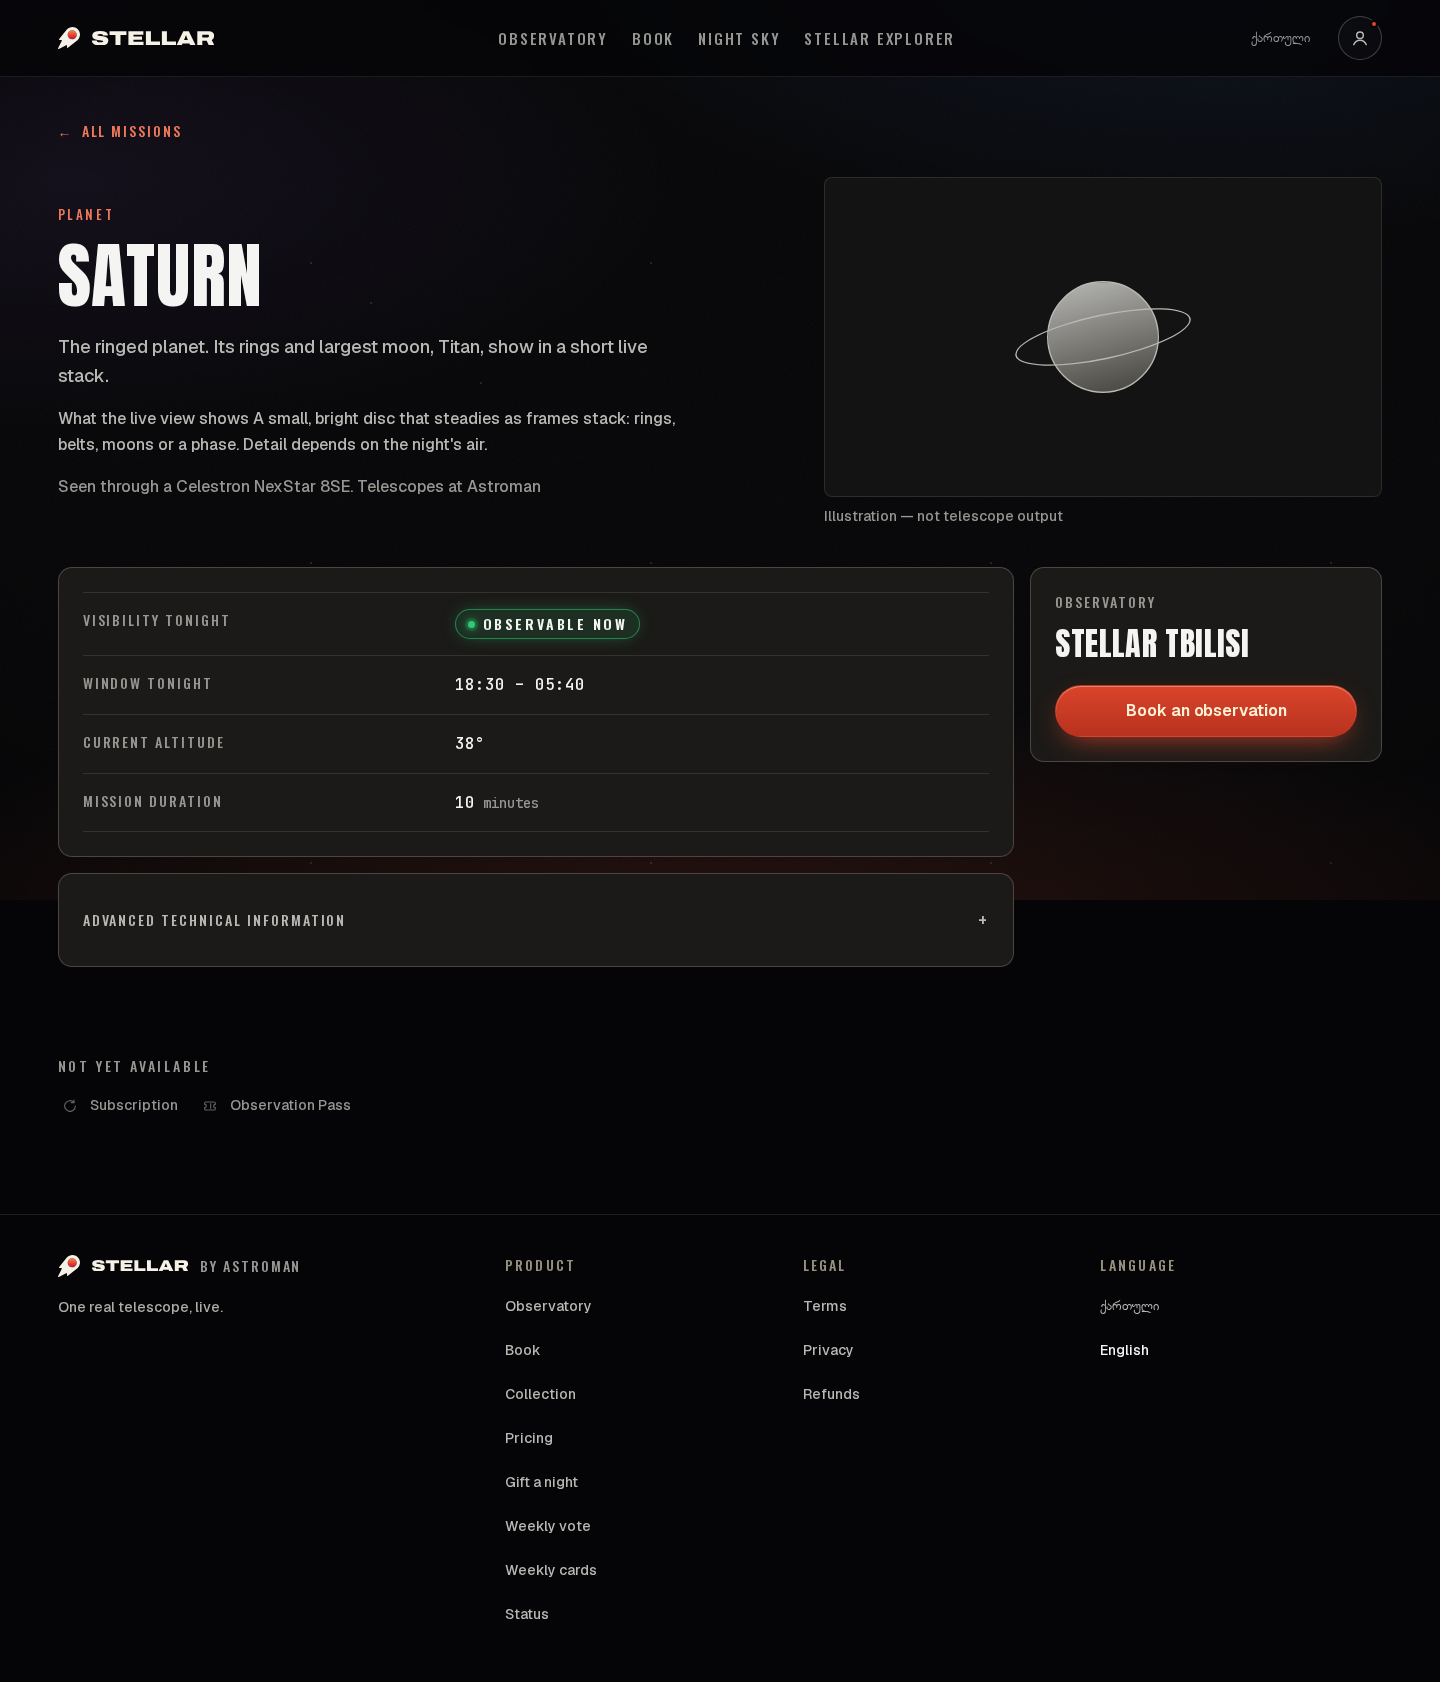 STELLAR
OBSERVATORY BOOK NIGHT SKY STELLAR EXPLORER
ქართული
← ALL MISSIONS
PLANET
SATURN
The ringed planet. Its rings and largest moon, Titan, show in a short live
stack.
What the live view shows A small, bright disc that steadies as frames stack: rings,
belts, moons or a phase. Detail depends on the night's air.
Seen through a Celestron NexStar 8SE. Telescopes at Astroman
Illustration — not telescope output
VISIBILITY TONIGHT OBSERVABLE NOW
WINDOW TONIGHT 18:30 – 05:40
CURRENT ALTITUDE 38°
MISSION DURATION 10 minutes
OBSERVATORY
STELLAR TBILISI
Book an observation
ADVANCED TECHNICAL INFORMATION +
NOT YET AVAILABLE
Subscription Observation Pass
STELLAR BY ASTROMAN
One real telescope, live.
PRODUCT
Observatory
Book
Collection
Pricing
Gift a night
Weekly vote
Weekly cards
Status
LEGAL
Terms
Privacy
Refunds
LANGUAGE
ქართული
English